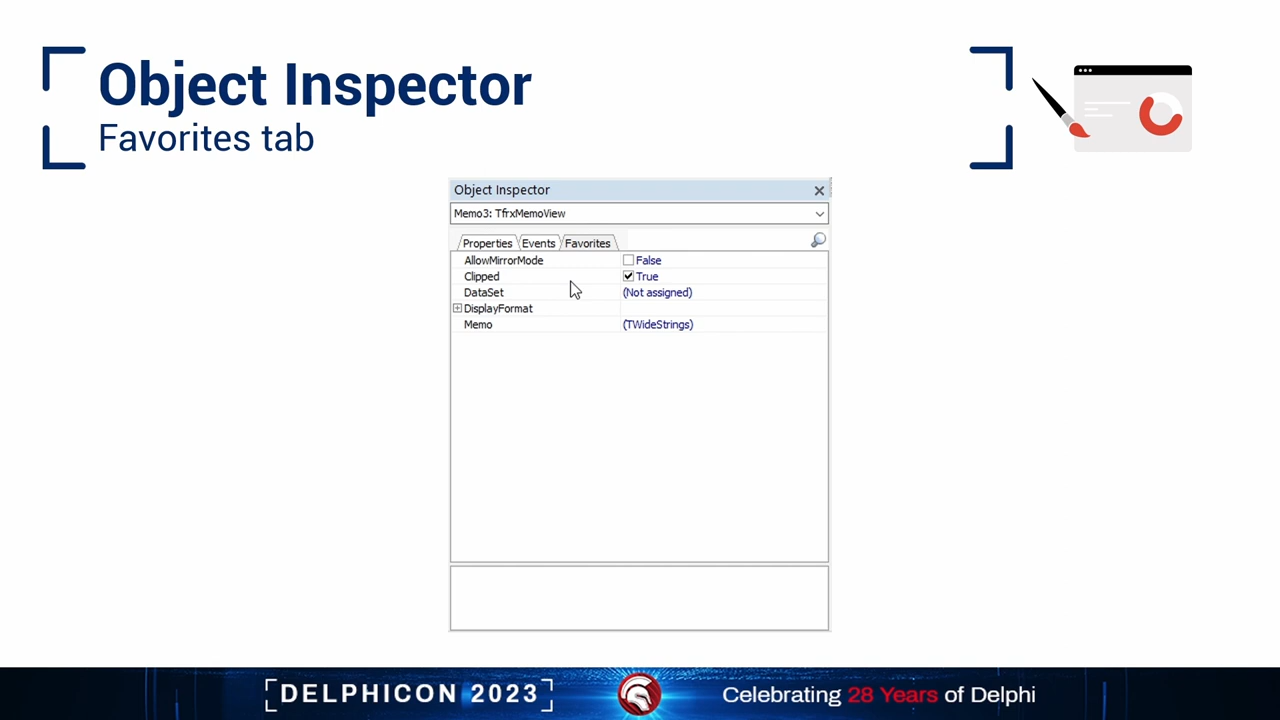 Object Inspector
Favorites tab
Object Inspector
Memo3: TfrxMemoView
Properties Events Favorites
AllowMirrorMode False
Clipped True
DataSet (Not assigned)
DisplayFormat
Memo (TWideStrings)
DELPHICON 2023
Celebrating 28 Years of Delphi